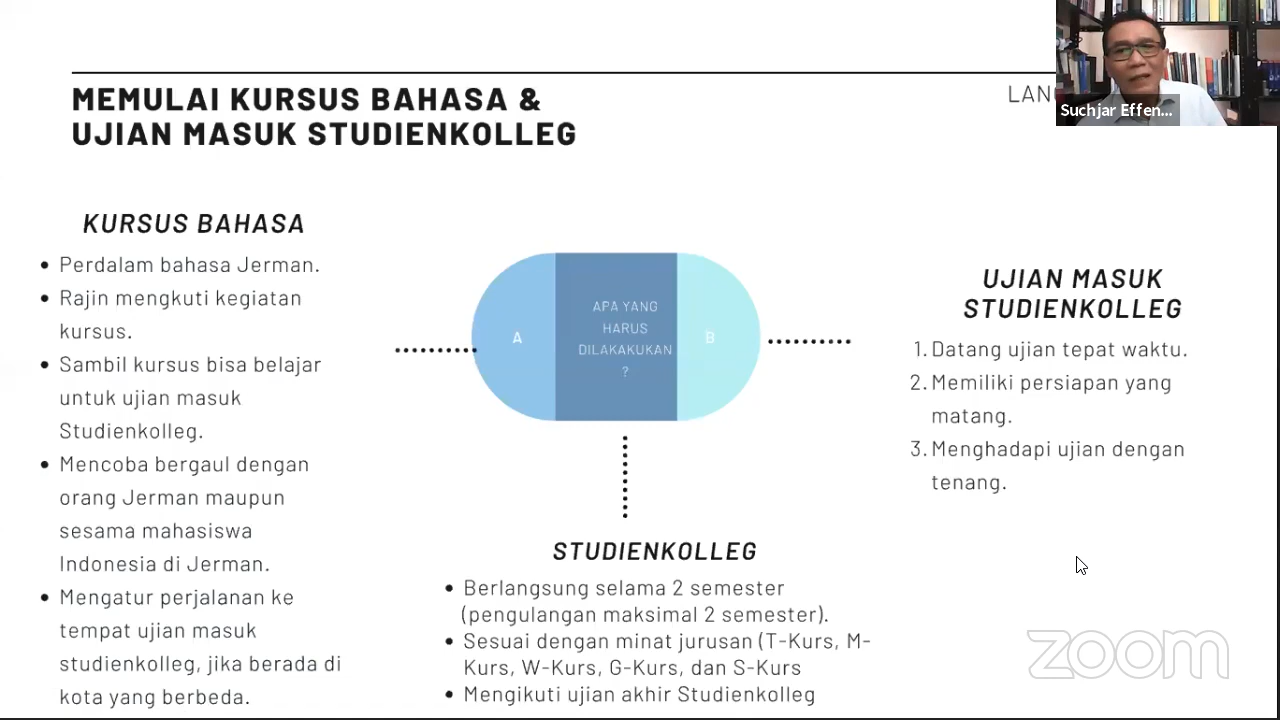 MEMULAI KURSUS BAHASA &
UJIAN MASUK STUDIENKOLLEG
LAN
Suchjar Effen...
KURSUS BAHASA
• Perdalam bahasa Jerman.
• Rajin mengkuti kegiatan
kursus.
• Sambil kursus bisa belajar
untuk ujian masuk
Studienkolleg.
• Mencoba bergaul dengan
orang Jerman maupun
sesama mahasiswa
Indonesia di Jerman.
• Mengatur perjalanan ke
tempat ujian masuk
studienkolleg, jika berada di
kota yang berbeda.
A
APA YANG
HARUS
DILAKAKUKAN
?
B
UJIAN MASUK
STUDIENKOLLEG
1. Datang ujian tepat waktu.
2. Memiliki persiapan yang
matang.
3. Menghadapi ujian dengan
tenang.
STUDIENKOLLEG
• Berlangsung selama 2 semester
(pengulangan maksimal 2 semester).
• Sesuai dengan minat jurusan (T-Kurs, M-
Kurs, W-Kurs, G-Kurs, dan S-Kurs
• Mengikuti ujian akhir Studienkolleg
zoom